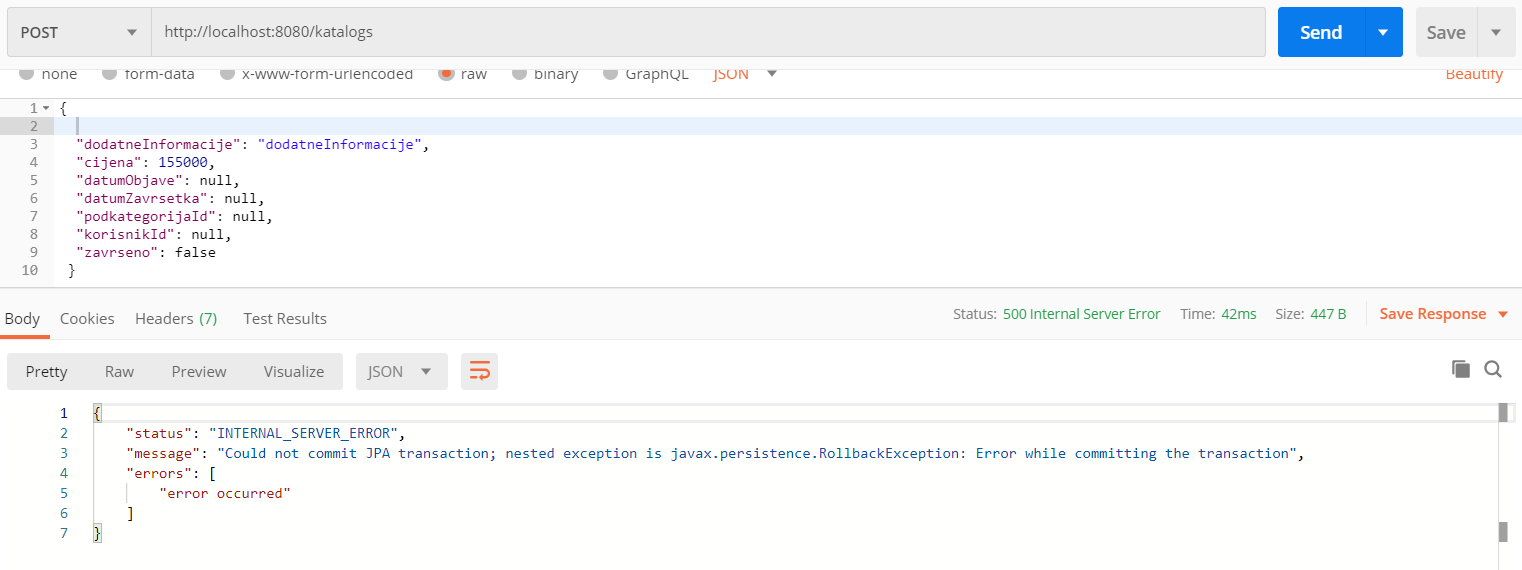 POST http://localhost:8080/katalogs Send Save
none form-data x-www-form-urlencoded raw binary GraphQL JSON Beautify
1 {
2
3 "dodatneInformacije": "dodatneInformacije",
4 "cijena": 155000,
5 "datumObjave": null,
6 "datumZavrsetka": null,
7 "podkategorijaId": null,
8 "korisnikId": null,
9 "zavrseno": false
10 }
Body Cookies Headers (7) Test Results Status: 500 Internal Server Error Time: 42ms Size: 447 B Save Response
Pretty Raw Preview Visualize JSON
1 {
2 "status": "INTERNAL_SERVER_ERROR",
3 "message": "Could not commit JPA transaction; nested exception is javax.persistence.RollbackException: Error while committing the transaction",
4 "errors": [
5 "error occurred"
6 ]
7 }